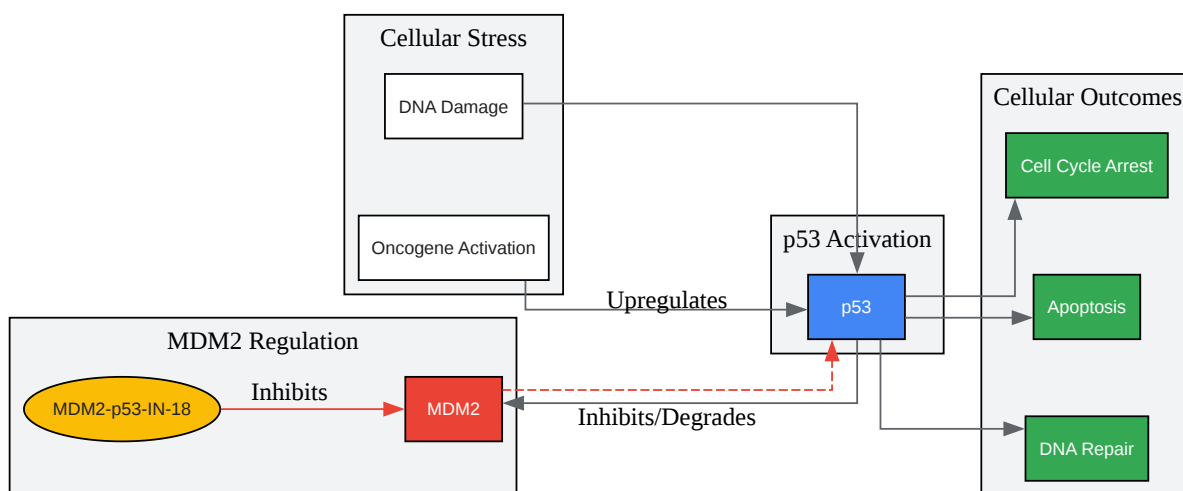 Cellular Stress
DNA Damage
Oncogene Activation
Cellular Outcomes
Cell Cycle Arrest
Apoptosis
DNA Repair
p53 Activation
p53
Upregulates
MDM2 Regulation
MDM2-p53-IN-18
Inhibits
MDM2
Inhibits/Degrades